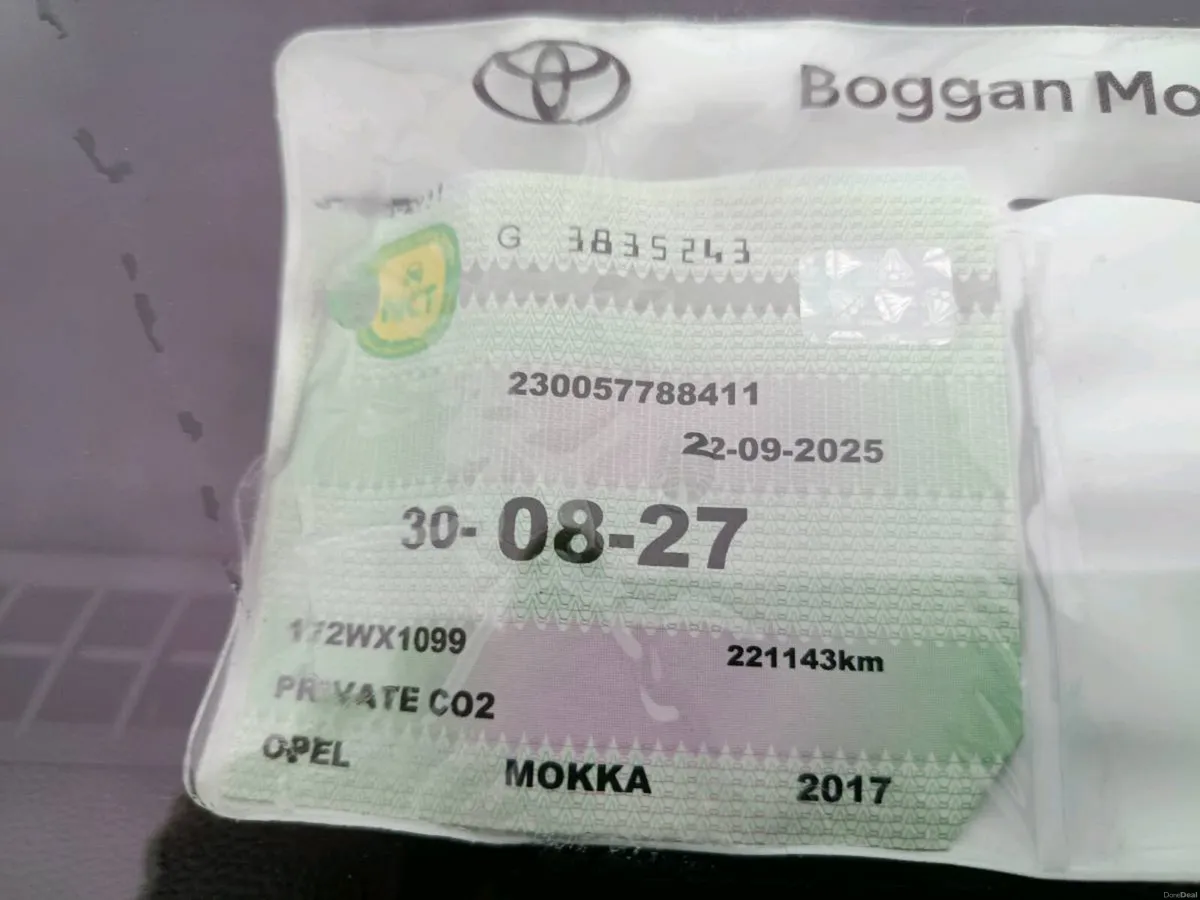 Boggan Mo
G 3835243
NCT
230057788411
22-09-2025
30-08-27
172WX1099
221143km
PRIVATE CO2
OPEL MOKKA 2017
DoneDeal